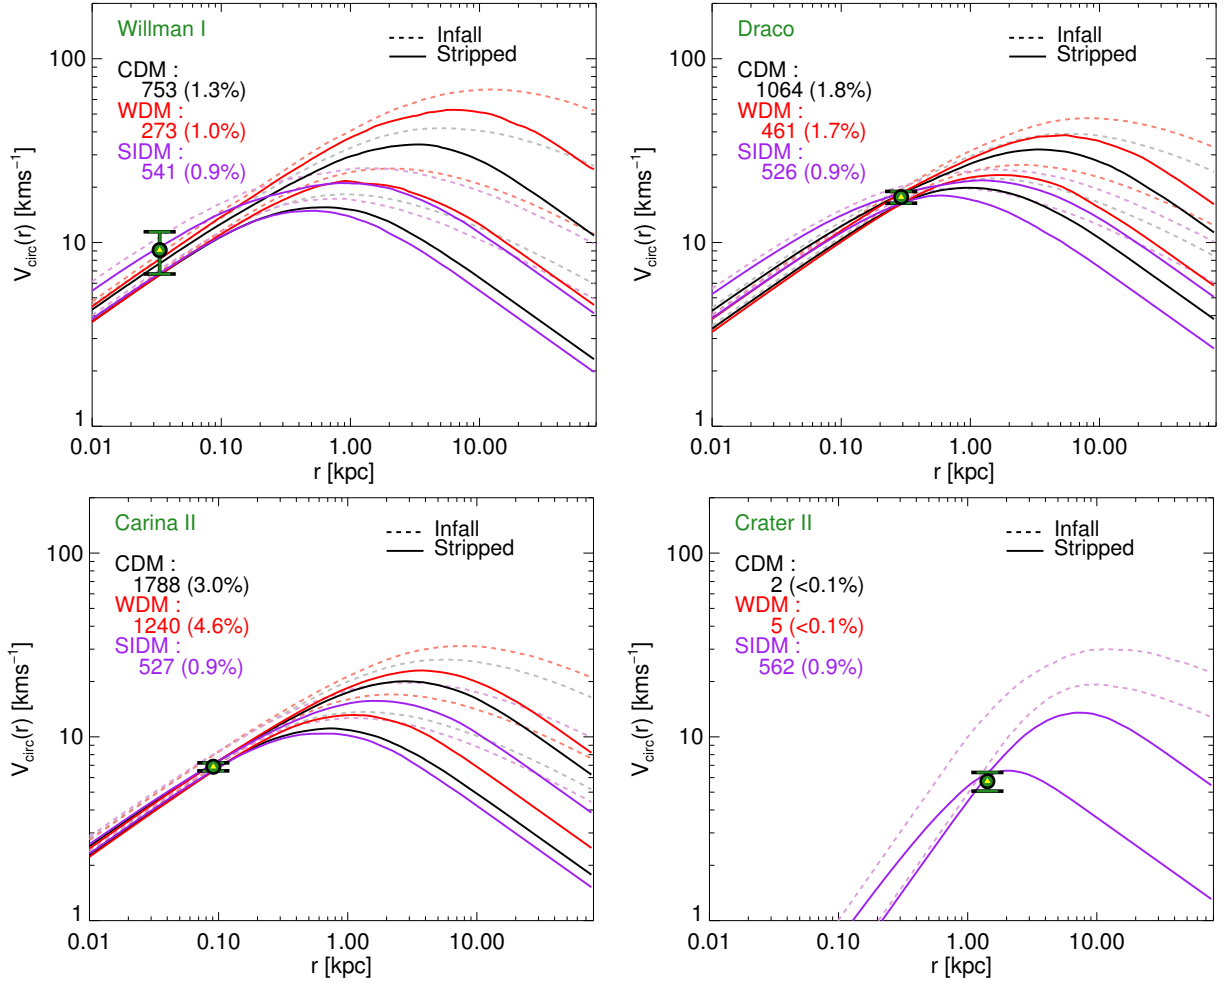 Willman I
Infall
Stripped
CDM :
753 (1.3%)
WDM :
273 (1.0%)
SIDM :
541 (0.9%)
100
10
1
V_circ(r) [kms⁻¹]
0.01 0.10 1.00 10.00
r [kpc]
Draco
Infall
Stripped
CDM :
1064 (1.8%)
WDM :
461 (1.7%)
SIDM :
526 (0.9%)
100
10
1
V_circ(r) [kms⁻¹]
0.01 0.10 1.00 10.00
r [kpc]
Carina II
Infall
Stripped
CDM :
1788 (3.0%)
WDM :
1240 (4.6%)
SIDM :
527 (0.9%)
100
10
1
V_circ(r) [kms⁻¹]
0.01 0.10 1.00 10.00
r [kpc]
Crater II
Infall
Stripped
CDM :
2 (<0.1%)
WDM :
5 (<0.1%)
SIDM :
562 (0.9%)
100
10
1
V_circ(r) [kms⁻¹]
0.01 0.10 1.00 10.00
r [kpc]